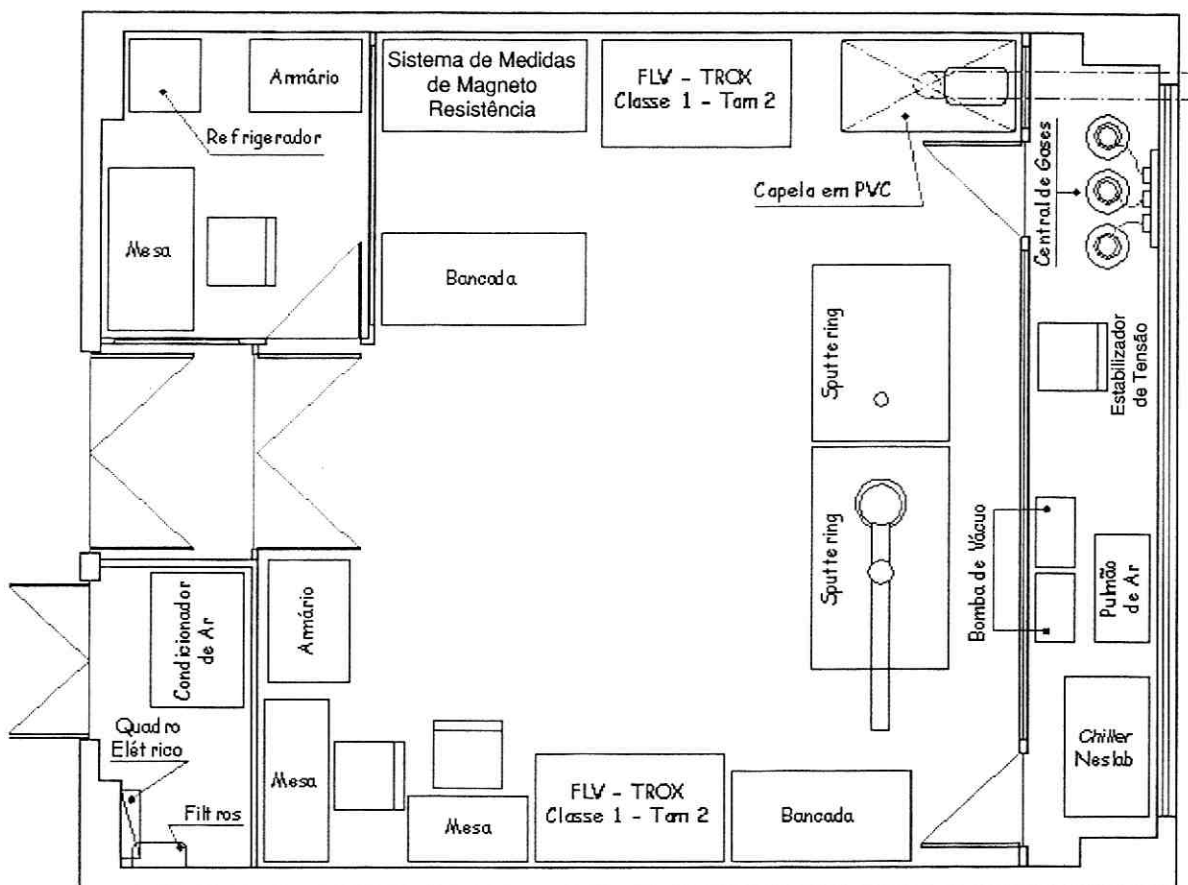 Armário
Sistema de Medidas
de Magneto
Resistência
FLV - TROX
Classe 1 - Tam 2
Refrigerador
Capela em PVC
Central de Gases
Mesa
Bancada
Sputtering
Estabilizador
de Tensão
Sputtering
Bomba de Vácuo
Pulmão
de Ar
Condicionador
de Ar
Armário
Quadro
Elétrico
Filtros
Mesa
Mesa
FLV - TROX
Classe 1 - Tam 2
Bancada
Chiller
Neslab